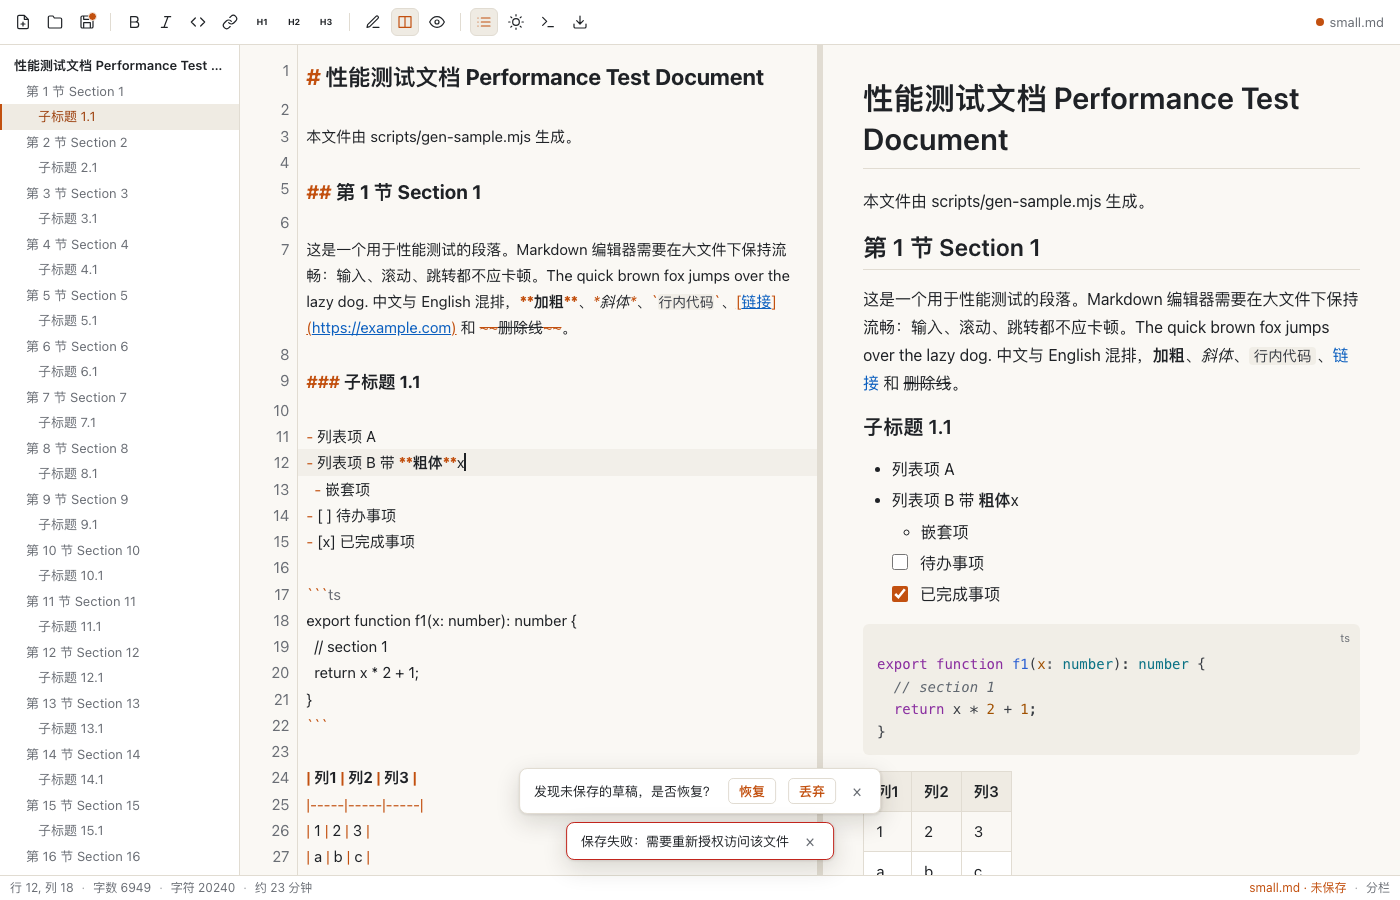 H1 H2 H3
small.md
性能测试文档 Performance Test ...
第 1 节 Section 1
子标题 1.1
第 2 节 Section 2
子标题 2.1
第 3 节 Section 3
子标题 3.1
第 4 节 Section 4
子标题 4.1
第 5 节 Section 5
子标题 5.1
第 6 节 Section 6
子标题 6.1
第 7 节 Section 7
子标题 7.1
第 8 节 Section 8
子标题 8.1
第 9 节 Section 9
子标题 9.1
第 10 节 Section 10
子标题 10.1
第 11 节 Section 11
子标题 11.1
第 12 节 Section 12
子标题 12.1
第 13 节 Section 13
子标题 13.1
第 14 节 Section 14
子标题 14.1
第 15 节 Section 15
子标题 15.1
第 16 节 Section 16
1 # 性能测试文档 Performance Test Document
2
3 本文件由 scripts/gen-sample.mjs 生成。
4
5 ## 第 1 节 Section 1
6
7 这是一个用于性能测试的段落。Markdown 编辑器需要在大文件下保持流
畅：输入、滚动、跳转都不应卡顿。The quick brown fox jumps over the
lazy dog. 中文与 English 混排，**加粗**、*斜体*、`行内代码`、[链接]
(https://example.com) 和 ~~删除线~~。
8
9 ### 子标题 1.1
10
11 - 列表项 A
12 - 列表项 B 带 **粗体**x
13 - 嵌套项
14 - [ ] 待办事项
15 - [x] 已完成事项
16
17 ```ts
18 export function f1(x: number): number {
19 // section 1
20 return x * 2 + 1;
21 }
22 ```
23
24 | 列1 | 列2 | 列3 |
25 |-----|-----|-----|
26 | 1 | 2 | 3 |
27 | a | b | c |
性能测试文档 Performance Test
Document
本文件由 scripts/gen-sample.mjs 生成。
第 1 节 Section 1
这是一个用于性能测试的段落。Markdown 编辑器需要在大文件下保持
流畅：输入、滚动、跳转都不应卡顿。The quick brown fox jumps
over the lazy dog. 中文与 English 混排，加粗、斜体、行内代码、链
接 和 删除线。
子标题 1.1
列表项 A
列表项 B 带 粗体x
嵌套项
待办事项
已完成事项
ts
export function f1(x: number): number {
// section 1
return x * 2 + 1;
}
列1 列2 列3
1 2 3
a b c
发现未保存的草稿，是否恢复？ 恢复 丢弃 ×
保存失败：需要重新授权访问该文件 ×
行 12, 列 18 · 字数 6949 · 字符 20240 · 约 23 分钟
small.md · 未保存 · 分栏